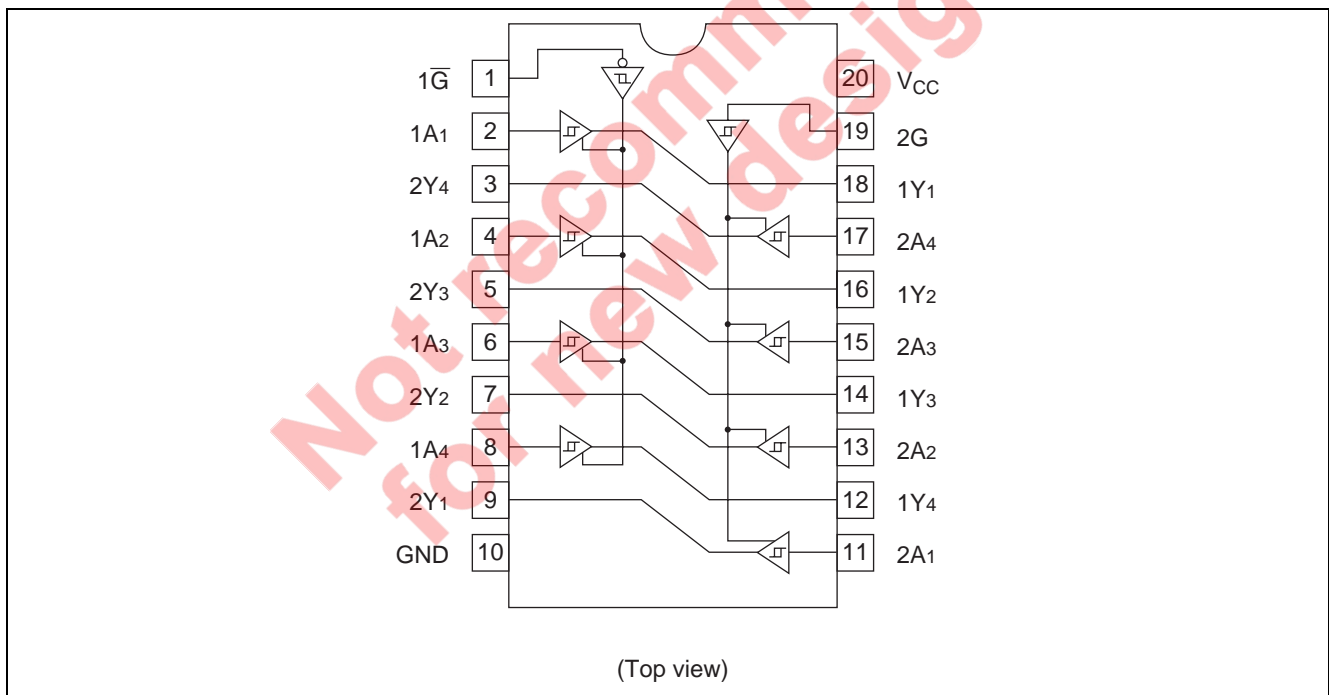 Not recomm
for new desig
1G̅ 1 20 VCC
1A1 2 19 2G
2Y4 3 18 1Y1
1A2 4 17 2A4
2Y3 5 16 1Y2
1A3 6 15 2A3
2Y2 7 14 1Y3
1A4 8 13 2A2
2Y1 9 12 1Y4
GND 10 11 2A1
(Top view)